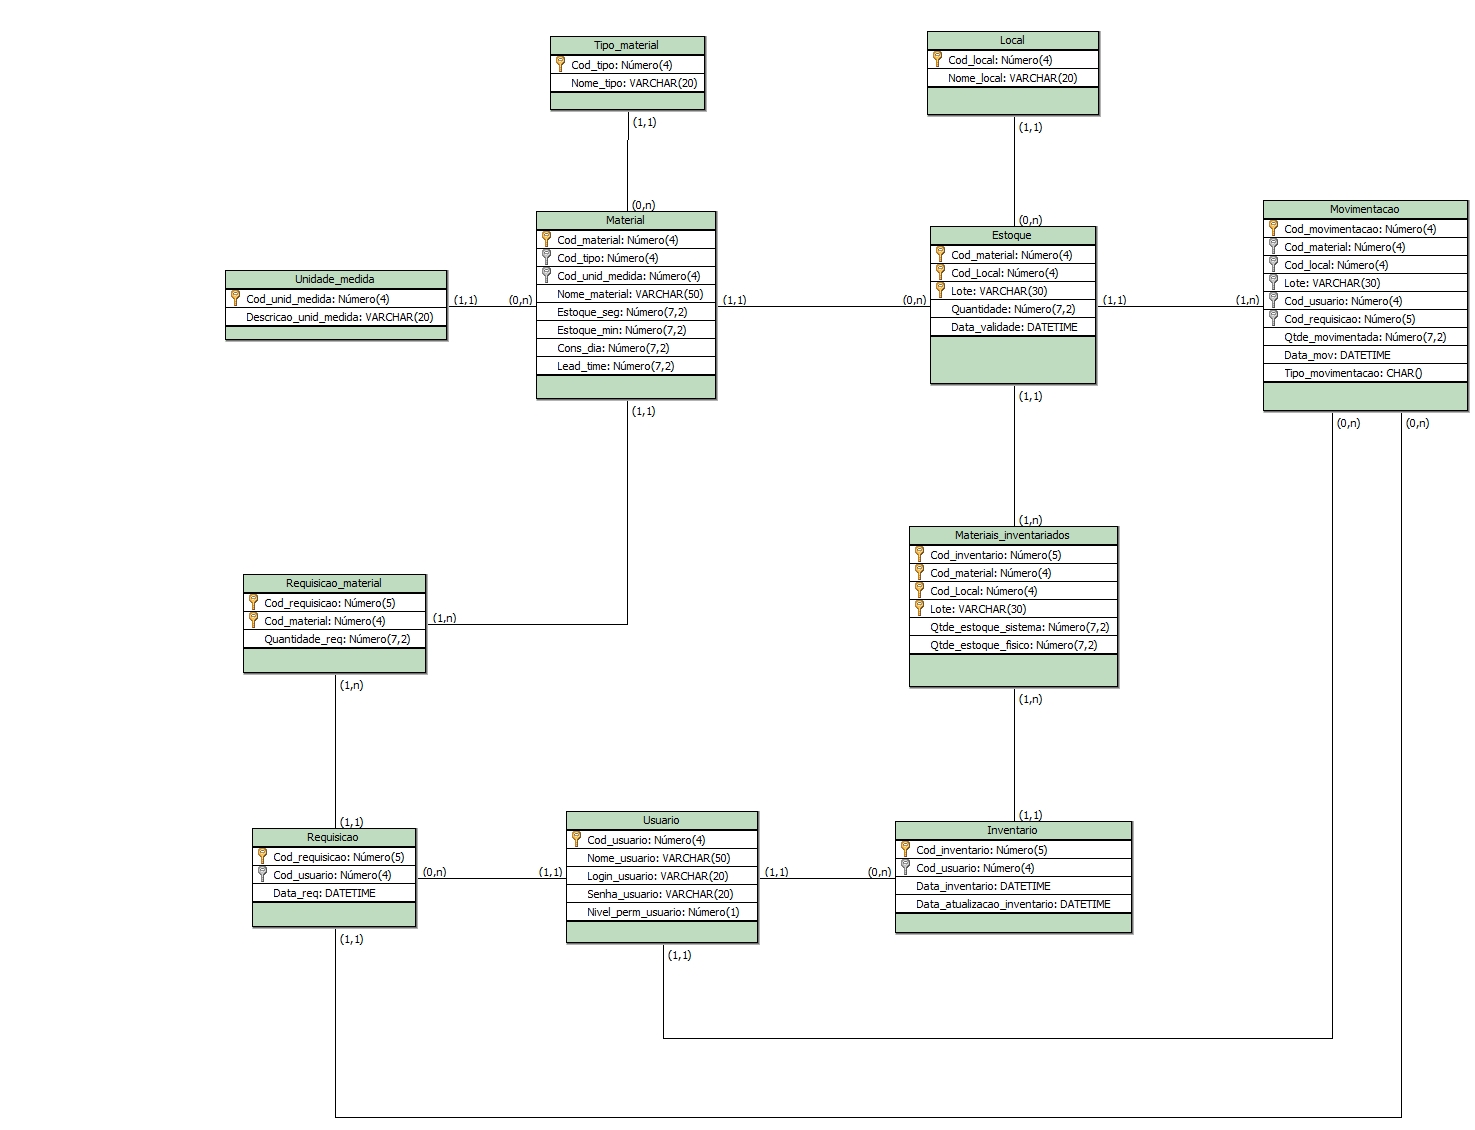 Tipo_material
Cod_tipo: Número(4)
Nome_tipo: VARCHAR(20)
(1,1)
Local
Cod_local: Número(4)
Nome_local: VARCHAR(20)
(1,1)
(0,n)
Material
Cod_material: Número(4)
Cod_tipo: Número(4)
Cod_unid_medida: Número(4)
Nome_material: VARCHAR(50)
Estoque_seg: Número(7,2)
Estoque_min: Número(7,2)
Cons_dia: Número(7,2)
Lead_time: Número(7,2)
(1,1)
(0,n)
Estoque
Cod_material: Número(4)
Cod_Local: Número(4)
Lote: VARCHAR(30)
Quantidade: Número(7,2)
Data_validade: DATETIME
(1,1)
Movimentacao
Cod_movimentacao: Número(4)
Cod_material: Número(4)
Cod_local: Número(4)
Lote: VARCHAR(30)
Cod_usuario: Número(4)
Cod_requisicao: Número(5)
Qtde_movimentada: Número(7,2)
Data_mov: DATETIME
Tipo_movimentacao: CHAR()
(0,n) (0,n)
Unidade_medida
Cod_unid_medida: Número(4)
Descricao_unid_medida: VARCHAR(20)
(1,1) (0,n) (1,1) (0,n) (1,1) (1,n)
(1,n)
Materiais_inventariados
Cod_inventario: Número(5)
Cod_material: Número(4)
Cod_Local: Número(4)
Lote: VARCHAR(30)
Qtde_estoque_sistema: Número(7,2)
Qtde_estoque_fisico: Número(7,2)
(1,n)
Requisicao_material
Cod_requisicao: Número(5)
Cod_material: Número(4)
Quantidade_req: Número(7,2)
(1,n)
(1,n)
(1,1)
Requisicao
Cod_requisicao: Número(5)
Cod_usuario: Número(4)
Data_req: DATETIME
(1,1)
(0,n) (1,1)
Usuario
Cod_usuario: Número(4)
Nome_usuario: VARCHAR(50)
Login_usuario: VARCHAR(20)
Senha_usuario: VARCHAR(20)
Nivel_perm_usuario: Número(1)
(1,1)
(1,1) (0,n)
(1,1)
Inventario
Cod_inventario: Número(5)
Cod_usuario: Número(4)
Data_inventario: DATETIME
Data_atualizacao_inventario: DATETIME